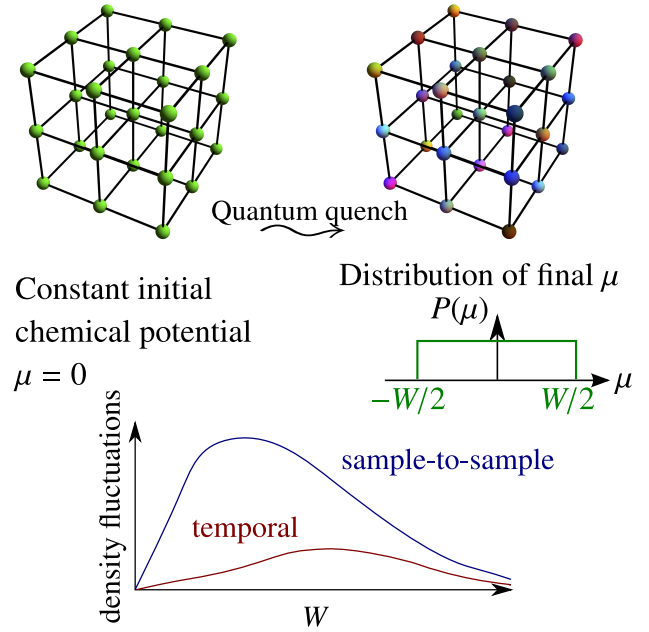 Quantum quench
Constant initial
chemical potential
μ = 0
Distribution of final μ
P(μ)
μ
−W/2
W/2
density fluctuations
sample-to-sample
temporal
W